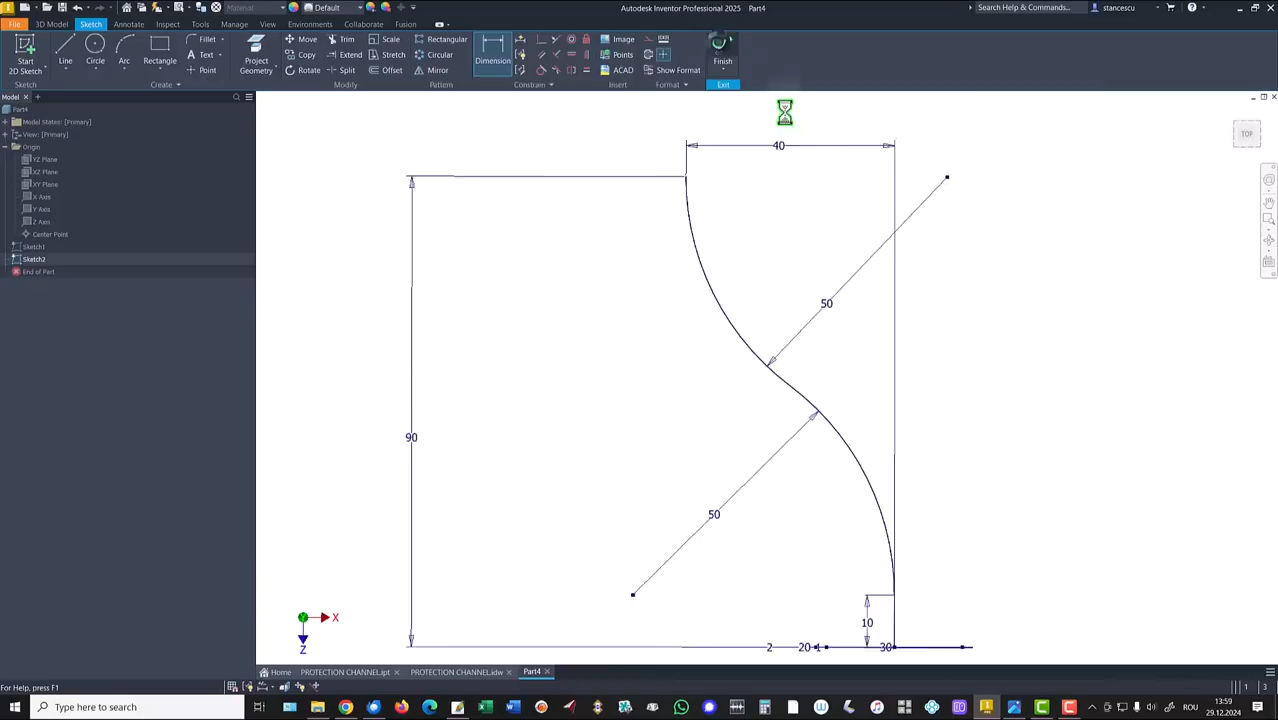 Material
Default
Autodesk Inventor Professional 2025 Part4
Search Help & Commands...
stancescu
File
3D Model
Sketch
Annotate
Inspect
Tools
Manage
View
Environments
Collaborate
Fusion
Start
2D Sketch
Line
Circle
Arc
Rectangle
Fillet
Text
Point
Project
Geometry
Move
Copy
Rotate
Trim
Extend
Split
Scale
Stretch
Offset
Rectangular
Circular
Mirror
Dimension
Image
Points
ACAD
Show Format
Finish
Sketch
Create
Modify
Pattern
Constrain
Insert
Format
Exit
Model
Part4
Model States: [Primary]
View: [Primary]
Origin
YZ Plane
XZ Plane
XY Plane
X Axis
Y Axis
Z Axis
Center Point
Sketch1
Sketch2
End of Part
TOP
40
50
90
50
10
2
20
30
X
Z
Home
PROTECTION CHANNEL.ipt
PROTECTION CHANNEL.idw
Part4
For Help, press F1
1
3
Type here to search
ROU
13:59
29.12.2024